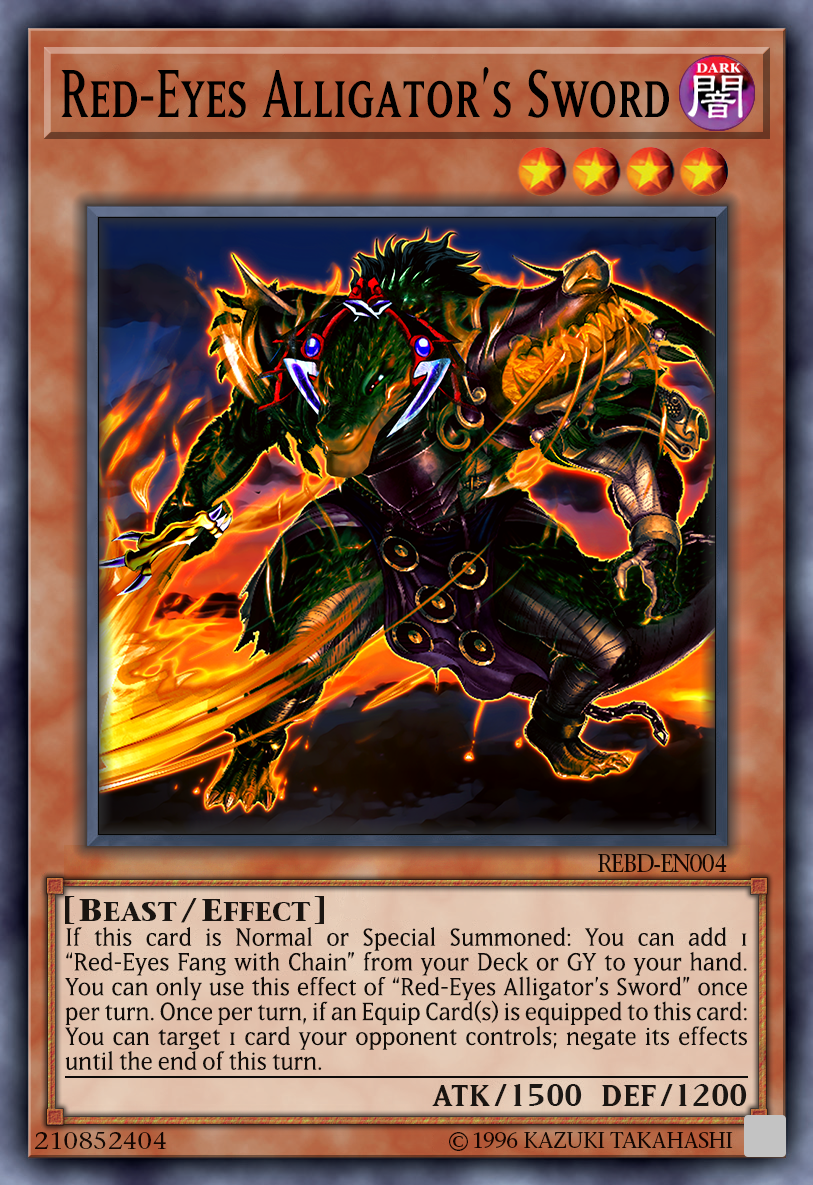 Red-Eyes Alligator's Sword
DARK
闇
REBD-EN004
[Beast/Effect]
If this card is Normal or Special Summoned: You can add 1
“Red-Eyes Fang with Chain” from your Deck or GY to your hand.
You can only use this effect of “Red-Eyes Alligator’s Sword” once
per turn. Once per turn, if an Equip Card(s) is equipped to this card:
You can target 1 card your opponent controls; negate its effects
until the end of this turn.
ATK/1500 DEF/1200
210852404
© 1996 KAZUKI TAKAHASHI